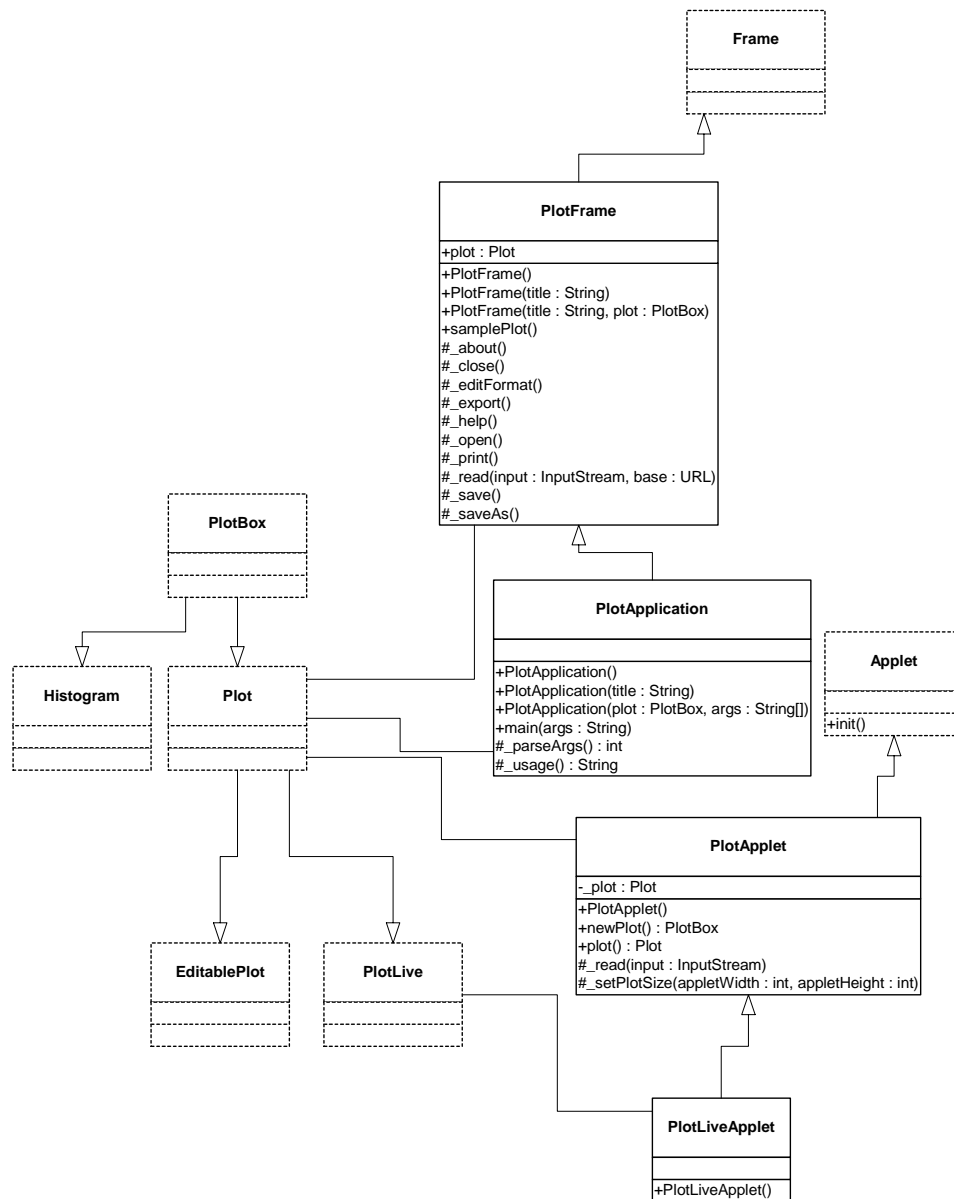 Frame
PlotFrame
+plot : Plot
+PlotFrame()
+PlotFrame(title : String)
+PlotFrame(title : String, plot : PlotBox)
+samplePlot()
#_about()
#_close()
#_editFormat()
#_export()
#_help()
#_open()
#_print()
#_read(input : InputStream, base : URL)
#_save()
#_saveAs()
PlotBox
PlotApplication
+PlotApplication()
+PlotApplication(title : String)
+PlotApplication(plot : PlotBox, args : String[])
+main(args : String)
#_parseArgs() : int
#_usage() : String
Applet
+init()
Histogram
Plot
PlotApplet
-_plot : Plot
+PlotApplet()
+newPlot() : PlotBox
+plot() : Plot
#_read(input : InputStream)
#_setPlotSize(appletWidth : int, appletHeight : int)
EditablePlot
PlotLive
PlotLiveApplet
+PlotLiveApplet()